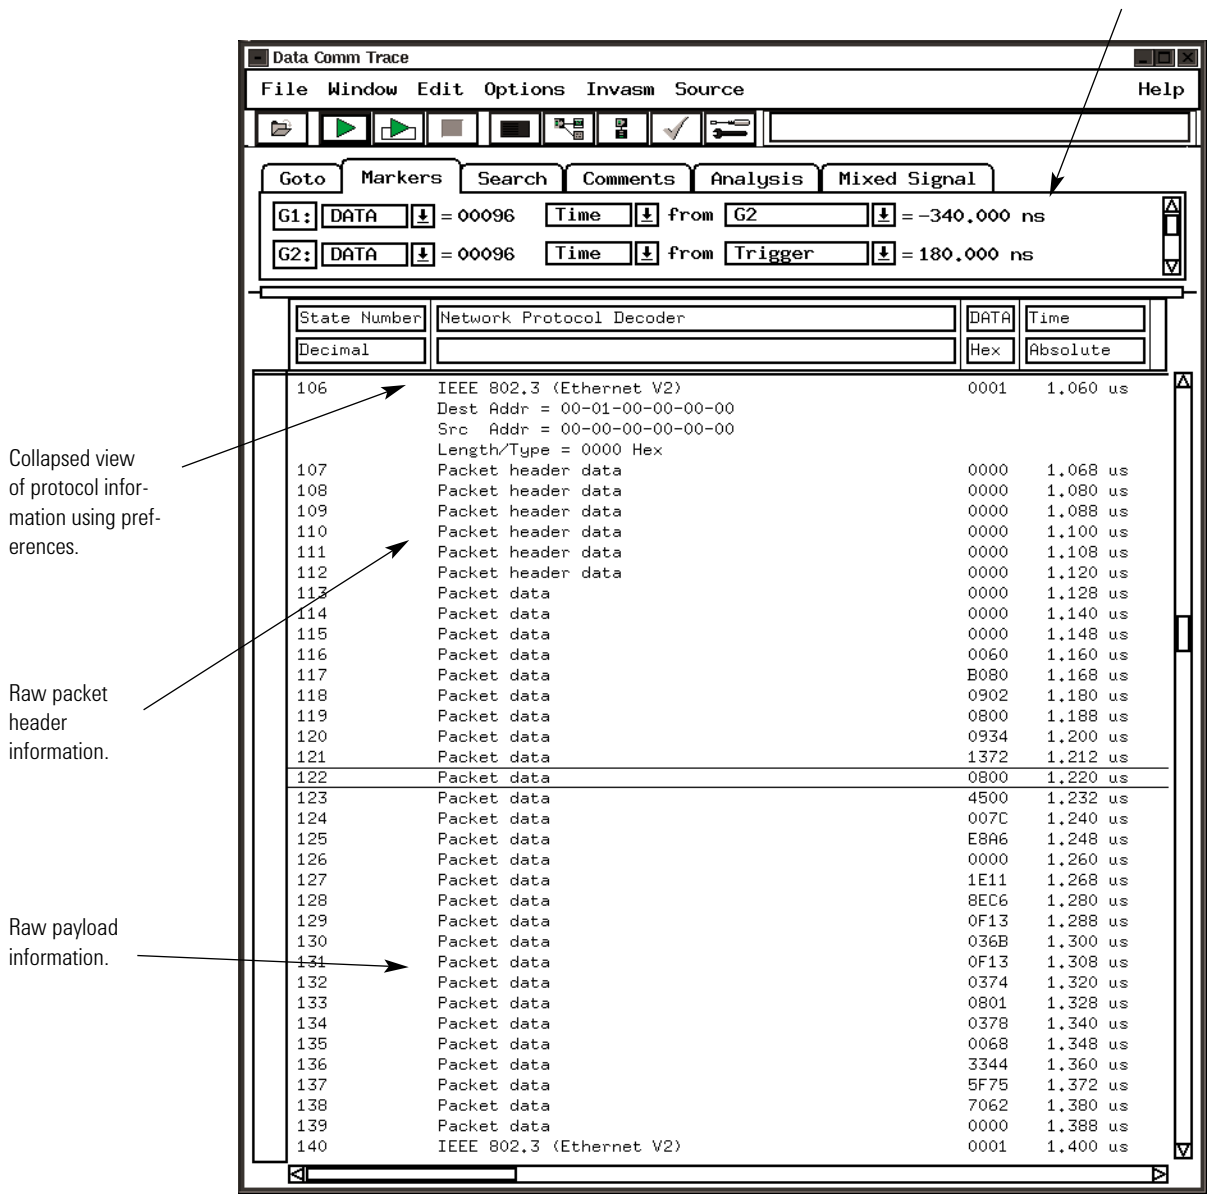 Data Comm Trace
File Window Edit Options Invasm Source Help
Goto Markers Search Comments Analysis Mixed Signal
G1: DATA = 00096 Time from G2 = -340.000 ns
G2: DATA = 00096 Time from Trigger = 180.000 ns
State Number Network Protocol Decoder DATA Time
Decimal Hex Absolute
106 IEEE 802.3 (Ethernet V2) 0001 1.060 us
Dest Addr = 00-01-00-00-00-00
Src Addr = 00-00-00-00-00-00
Length/Type = 0000 Hex
107 Packet header data 0000 1.068 us
108 Packet header data 0000 1.080 us
109 Packet header data 0000 1.088 us
110 Packet header data 0000 1.100 us
111 Packet header data 0000 1.108 us
112 Packet header data 0000 1.120 us
113 Packet data 0000 1.128 us
114 Packet data 0000 1.140 us
115 Packet data 0000 1.148 us
116 Packet data 0060 1.160 us
117 Packet data B080 1.168 us
118 Packet data 0902 1.180 us
119 Packet data 0800 1.188 us
120 Packet data 0934 1.200 us
121 Packet data 1372 1.212 us
122 Packet data 0800 1.220 us
123 Packet data 4500 1.232 us
124 Packet data 007C 1.240 us
125 Packet data E8A6 1.248 us
126 Packet data 0000 1.260 us
127 Packet data 1E11 1.268 us
128 Packet data 8EC6 1.280 us
129 Packet data 0F13 1.288 us
130 Packet data 036B 1.300 us
131 Packet data 0F13 1.308 us
132 Packet data 0374 1.320 us
133 Packet data 0801 1.328 us
134 Packet data 0378 1.340 us
135 Packet data 0068 1.348 us
136 Packet data 3344 1.360 us
137 Packet data 5F75 1.372 us
138 Packet data 7062 1.380 us
139 Packet data 0000 1.388 us
140 IEEE 802.3 (Ethernet V2) 0001 1.400 us
Collapsed view
of protocol infor-
mation using pref-
erences.
Raw packet
header
information.
Raw payload
information.